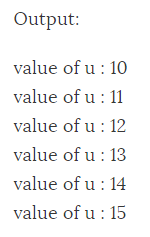 Output:
value of u : 10
value of u : 11
value of u : 12
value of u : 13
value of u : 14
value of u : 15